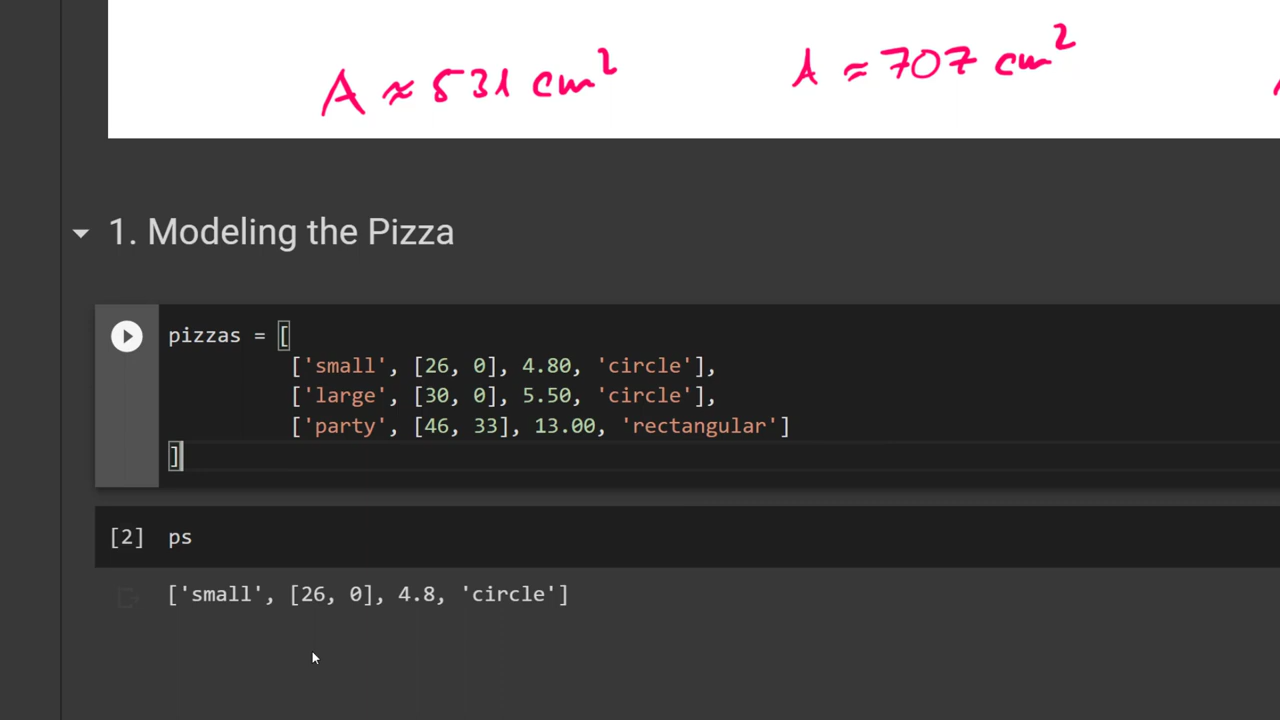 A ≈ 531 cm²
A ≈ 707 cm²
1. Modeling the Pizza
pizzas = [
['small', [26, 0], 4.80, 'circle'],
['large', [30, 0], 5.50, 'circle'],
['party', [46, 33], 13.00, 'rectangular']
]
[2] ps
['small', [26, 0], 4.8, 'circle']